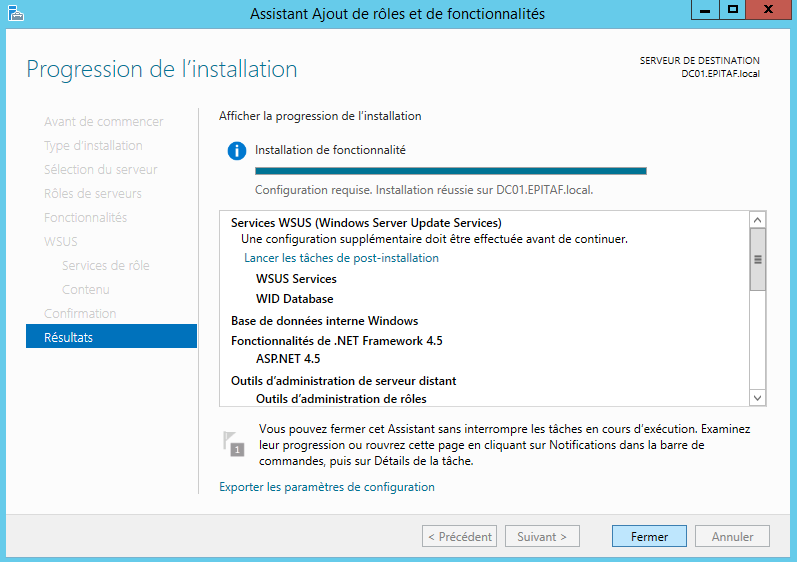 Assistant Ajout de rôles et de fonctionnalités
Progression de l'installation
SERVEUR DE DESTINATION
DC01.EPITAF.local
Avant de commencer
Type d'installation
Sélection du serveur
Rôles de serveurs
Fonctionnalités
WSUS
Services de rôle
Contenu
Confirmation
Résultats
Afficher la progression de l'installation
Installation de fonctionnalité
Configuration requise. Installation réussie sur DC01.EPITAF.local.
Services WSUS (Windows Server Update Services)
Une configuration supplémentaire doit être effectuée avant de continuer.
Lancer les tâches de post-installation
WSUS Services
WID Database
Base de données interne Windows
Fonctionnalités de .NET Framework 4.5
ASP.NET 4.5
Outils d'administration de serveur distant
Outils d'administration de rôles
1
Vous pouvez fermer cet Assistant sans interrompre les tâches en cours d'exécution. Examinez
leur progression ou rouvrez cette page en cliquant sur Notifications dans la barre de
commandes, puis sur Détails de la tâche.
Exporter les paramètres de configuration
< Précédent
Suivant >
Fermer
Annuler